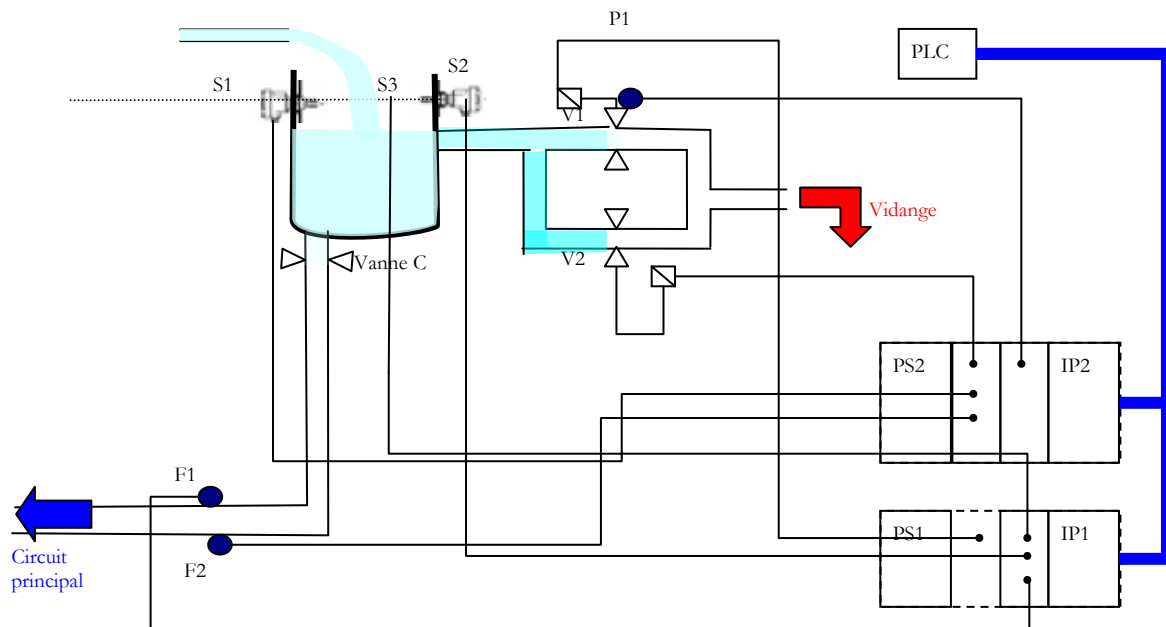 P1
PLC
S1
S3
S2
V1
Vidange
Vanne C
V2
PS2
IP2
F1
PS1
IP1
F2
Circuit
principal